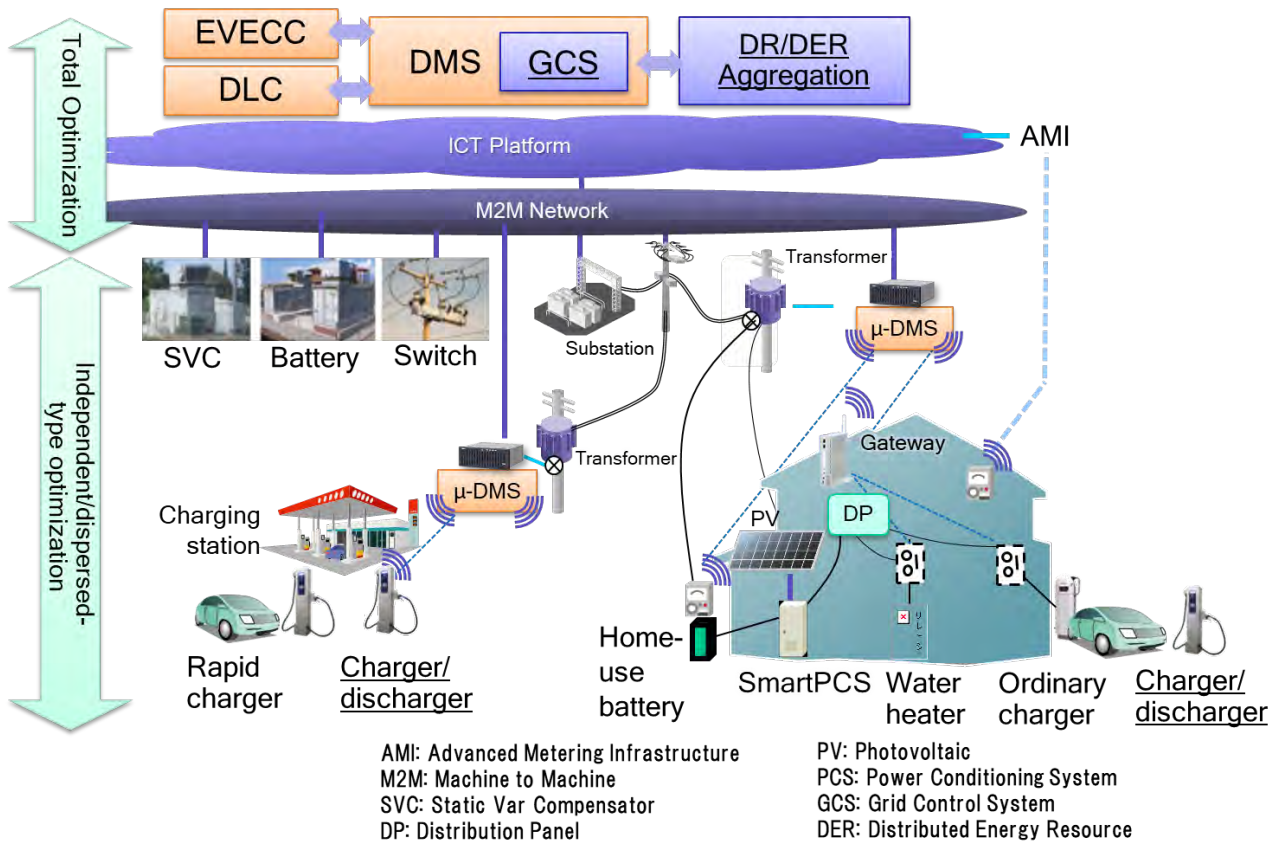 Total Optimization
EVECC
DLC
DMS
GCS
DR/DER
Aggregation
ICT Platform
AMI
M2M Network
SVC
Battery
Switch
Substation
Transformer
μ-DMS
Independent/dispersed-
type optimization
Transformer
μ-DMS
Charging
station
Gateway
PV
DP
Rapid
charger
Charger/
discharger
Home-
use
battery
SmartPCS
Water
heater
Ordinary
charger
Charger/
discharger
AMI: Advanced Metering Infrastructure
M2M: Machine to Machine
SVC: Static Var Compensator
DP: Distribution Panel
PV: Photovoltaic
PCS: Power Conditioning System
GCS: Grid Control System
DER: Distributed Energy Resource